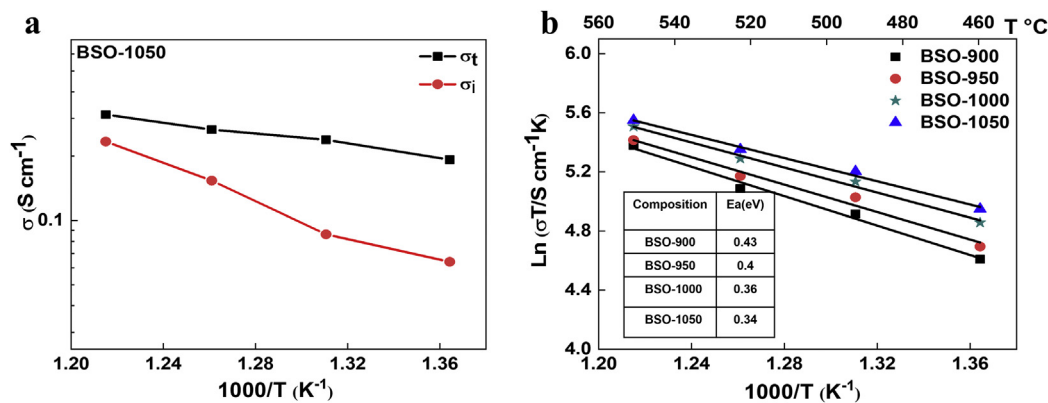 a
BSO-1050
σt
σi
0.1
σ (S cm⁻¹)
1.20 1.24 1.28 1.32 1.36
1000/T (K⁻¹)
b
560 540 520 500 480 460 T °C
BSO-900
BSO-950
BSO-1000
BSO-1050
6.0
5.6
5.2
4.8
4.4
4.0
Ln (σT/S cm⁻¹K)
Composition Ea(eV)
BSO-900 0.43
BSO-950 0.4
BSO-1000 0.36
BSO-1050 0.34
1.20 1.24 1.28 1.32 1.36
1000/T (K⁻¹)